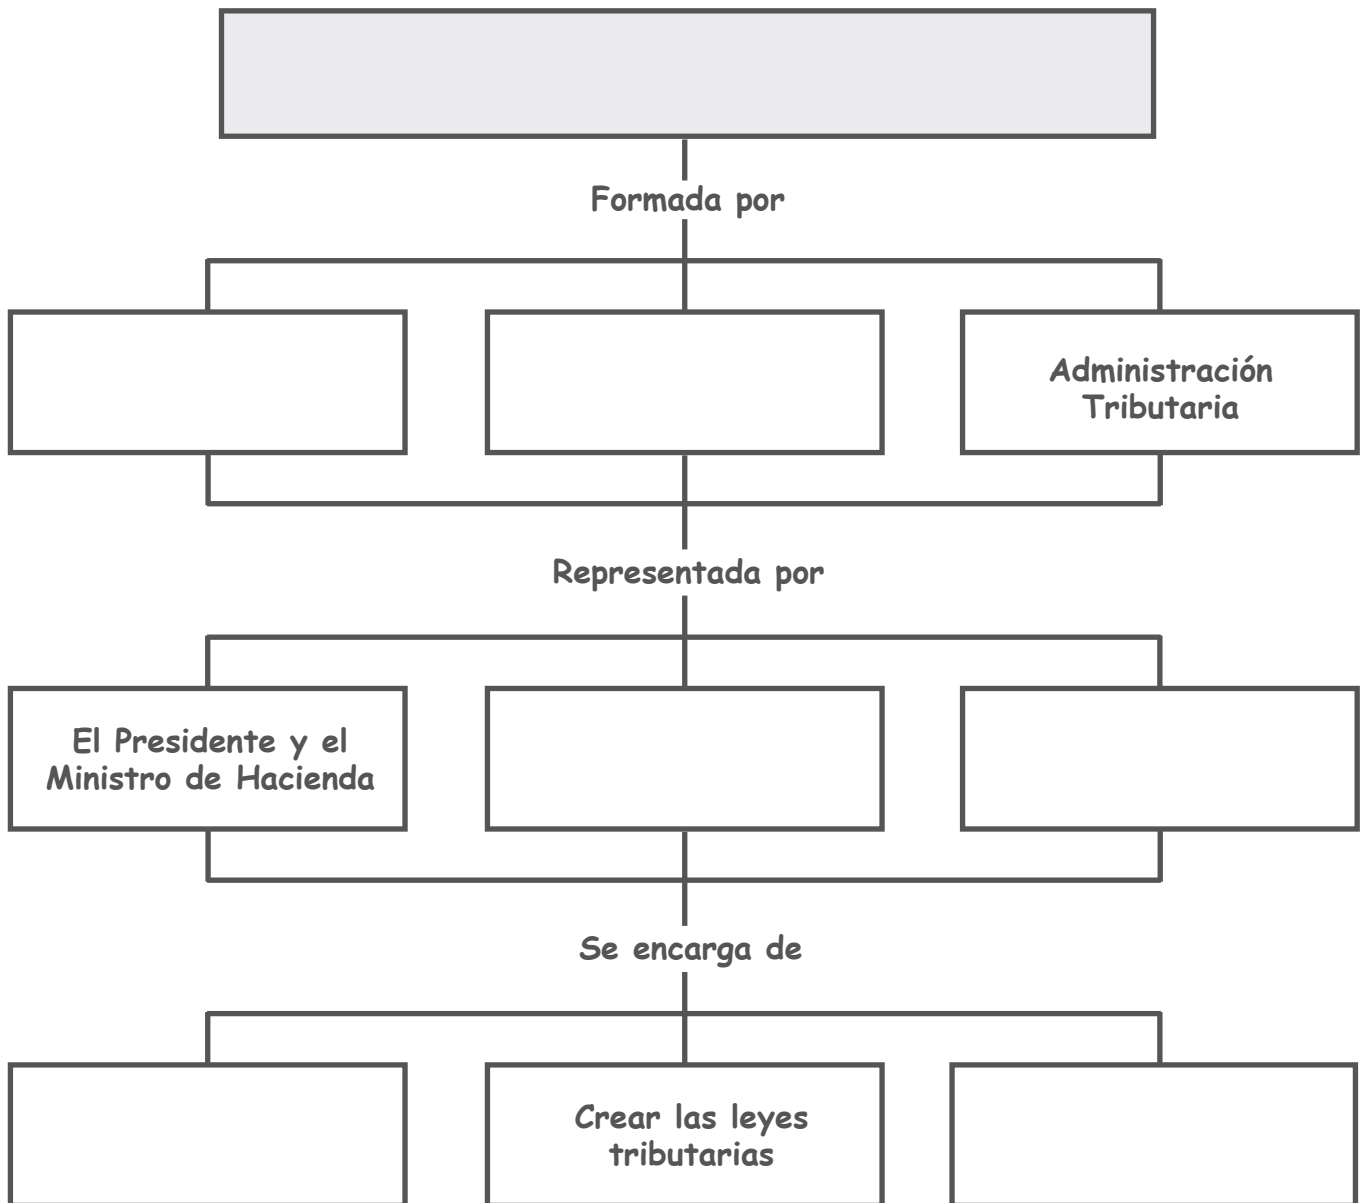 Formada por
Administración
Tributaria
Representada por
El Presidente y el
Ministro de Hacienda
Se encarga de
Crear las leyes
tributarias